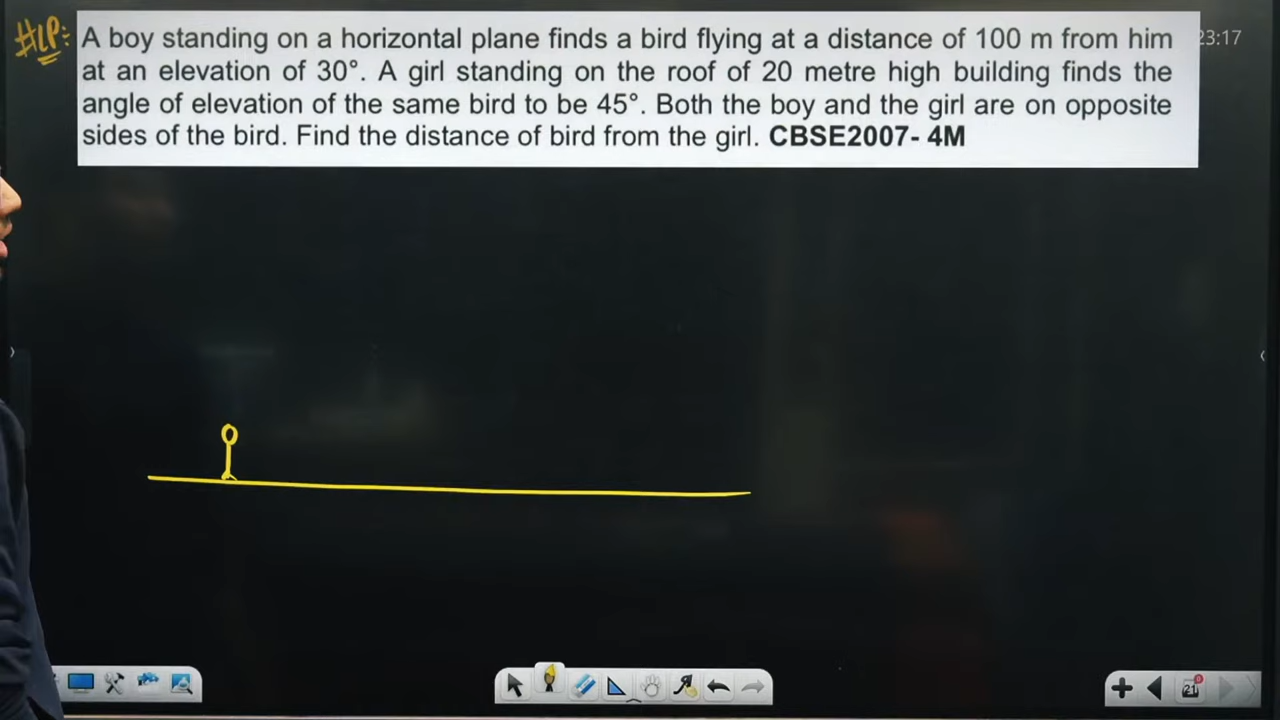 HLP:
A boy standing on a horizontal plane finds a bird flying at a distance of 100 m from him
at an elevation of 30°. A girl standing on the roof of 20 metre high building finds the
angle of elevation of the same bird to be 45°. Both the boy and the girl are on opposite
sides of the bird. Find the distance of bird from the girl. CBSE2007- 4M
23:17
21